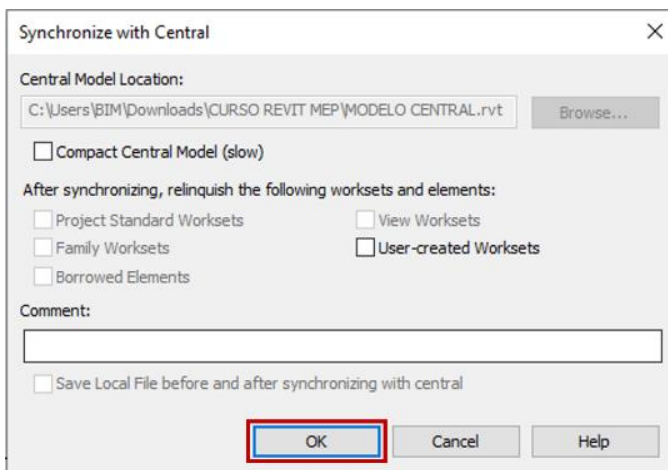 Synchronize with Central
Central Model Location:
C:\Users\BIM\Downloads\CURSO REVIT MEP\MODELO CENTRAL.rvt Browse...
Compact Central Model (slow)
After synchronizing, relinquish the following worksets and elements:
Project Standard Worksets View Worksets
Family Worksets User-created Worksets
Borrowed Elements
Comment:
Save Local File before and after synchronizing with central
OK Cancel Help